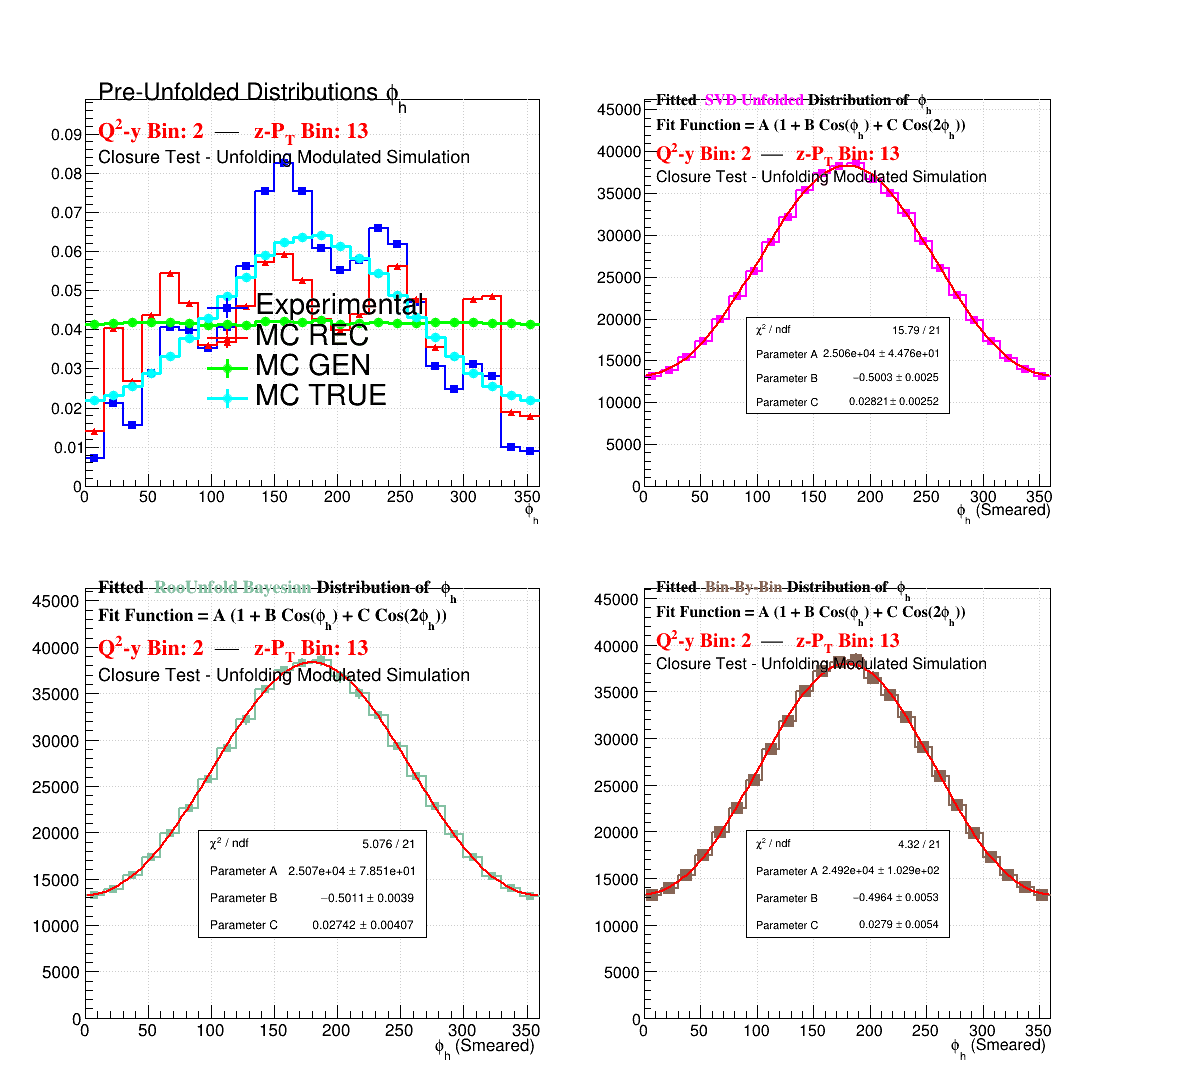 Pre-Unfolded Distributions ϕh
Q²-y Bin: 2 — z-PT Bin: 13
Closure Test - Unfolding Modulated Simulation
0.09
0.08
0.07
0.06
0.05
0.04
0.03
0.02
0.01
0
Experimental
MC REC
MC GEN
MC TRUE
0 50 100 150 200 250 300 350
ϕh
Fitted SVD Unfolded Distribution of ϕh
Fit Function = A (1 + B Cos(ϕh) + C Cos(2ϕh))
Q²-y Bin: 2 — z-PT Bin: 13
Closure Test - Unfolding Modulated Simulation
45000
40000
35000
30000
25000
20000
15000
10000
5000
0
χ² / ndf 15.79 / 21
Parameter A 2.506e+04 ± 4.476e+01
Parameter B −0.5003 ± 0.0025
Parameter C 0.02821 ± 0.00252
0 50 100 150 200 250 300 350
ϕh (Smeared)
Fitted RooUnfold Bayesian Distribution of ϕh
Fit Function = A (1 + B Cos(ϕh) + C Cos(2ϕh))
Q²-y Bin: 2 — z-PT Bin: 13
Closure Test - Unfolding Modulated Simulation
45000
40000
35000
30000
25000
20000
15000
10000
5000
0
χ² / ndf 5.076 / 21
Parameter A 2.507e+04 ± 7.851e+01
Parameter B −0.5011 ± 0.0039
Parameter C 0.02742 ± 0.00407
0 50 100 150 200 250 300 350
ϕh (Smeared)
Fitted Bin-By-Bin Distribution of ϕh
Fit Function = A (1 + B Cos(ϕh) + C Cos(2ϕh))
Q²-y Bin: 2 — z-PT Bin: 13
Closure Test - Unfolding Modulated Simulation
45000
40000
35000
30000
25000
20000
15000
10000
5000
0
χ² / ndf 4.32 / 21
Parameter A 2.492e+04 ± 1.029e+02
Parameter B −0.4964 ± 0.0053
Parameter C 0.0279 ± 0.0054
0 50 100 150 200 250 300 350
ϕh (Smeared)